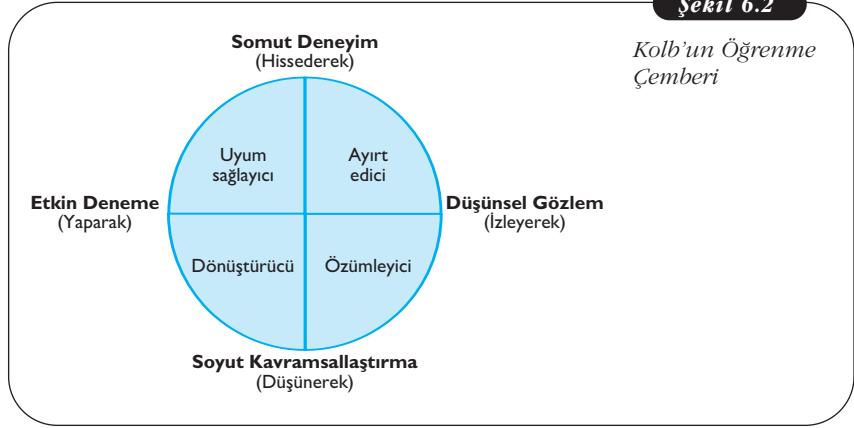 Şekil 6.2
Kolb'un Öğrenme
Çemberi
Somut Deneyim
(Hissederek)
Uyum
sağlayıcı
Ayırt
edici
Etkin Deneme
(Yaparak)
Düşünsel Gözlem
(İzleyerek)
Dönüştürücü
Özümleyici
Soyut Kavramsallaştırma
(Düşünerek)